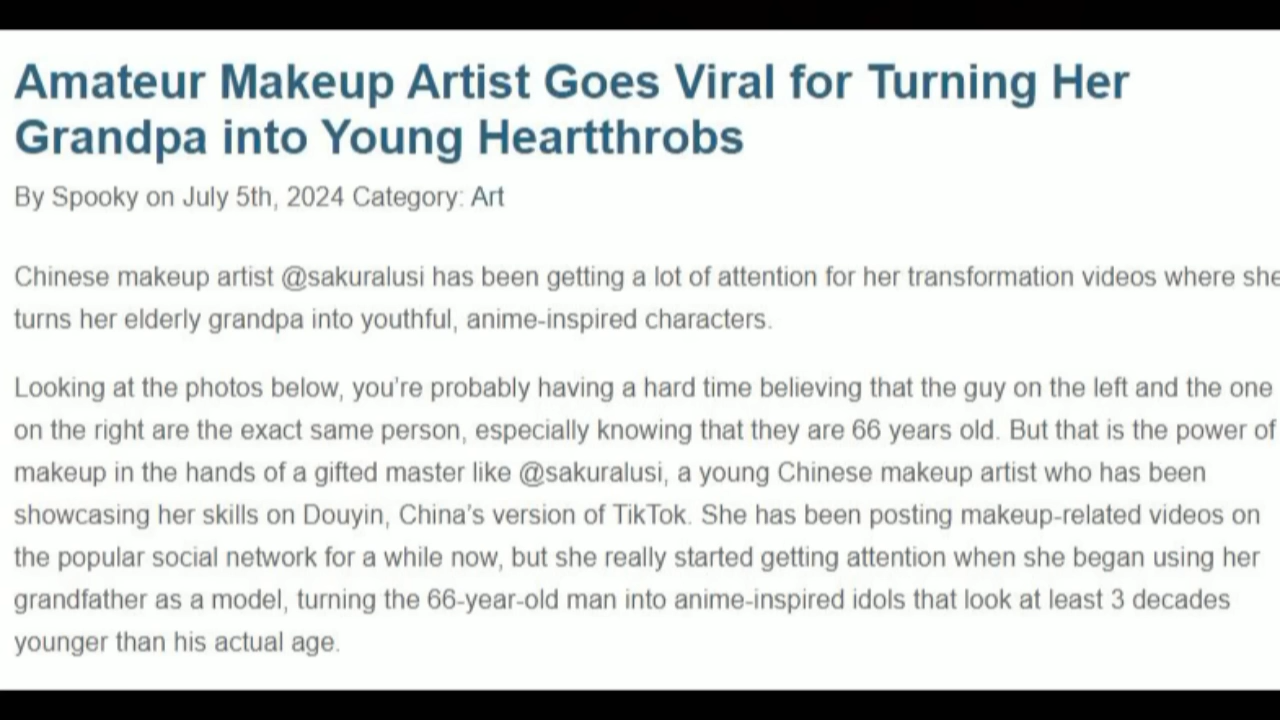 Amateur Makeup Artist Goes Viral for Turning Her
Grandpa into Young Heartthrobs
By Spooky on July 5th, 2024 Category: Art
Chinese makeup artist @sakuralusi has been getting a lot of attention for her transformation videos where she
turns her elderly grandpa into youthful, anime-inspired characters.
Looking at the photos below, you're probably having a hard time believing that the guy on the left and the one
on the right are the exact same person, especially knowing that they are 66 years old. But that is the power of
makeup in the hands of a gifted master like @sakuralusi, a young Chinese makeup artist who has been
showcasing her skills on Douyin, China's version of TikTok. She has been posting makeup-related videos on
the popular social network for a while now, but she really started getting attention when she began using her
grandfather as a model, turning the 66-year-old man into anime-inspired idols that look at least 3 decades
younger than his actual age.